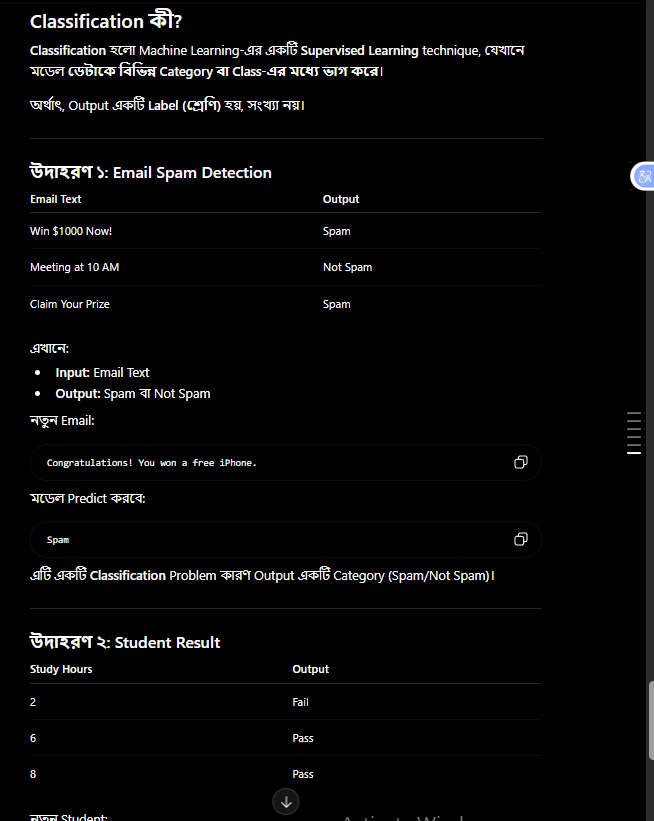 Classification কী?
Classification হলো Machine Learning-এর একটি Supervised Learning technique, যেখানে
মডেল ডেটাকে বিভিন্ন Category বা Class-এর মধ্যে ভাগ করে।
অর্থাৎ, Output একটি Label (শ্রেণি) হয়, সংখ্যা নয়।
উদাহরণ ১: Email Spam Detection
Email Text Output
Win $1000 Now! Spam
Meeting at 10 AM Not Spam
Claim Your Prize Spam
এখানে:
• Input: Email Text
• Output: Spam বা Not Spam
নতুন Email:
Congratulations! You won a free iPhone.
মডেল Predict করবে:
Spam
এটি একটি Classification Problem কারণ Output একটি Category (Spam/Not Spam)।
উদাহরণ ২: Student Result
Study Hours Output
2 Fail
6 Pass
8 Pass
নতুন Student: